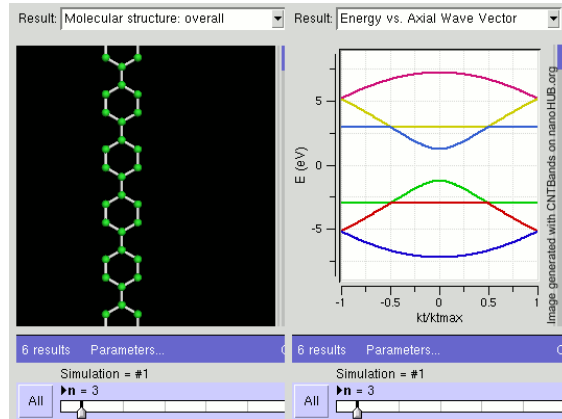 Result: Molecular structure: overall
Result: Energy vs. Axial Wave Vector
E (eV)
5
0
-5
-1
-0.5
0
0.5
1
kt/ktmax
Image generated with CNTBands on nanoHUB.org
6 results Parameters...
6 results Parameters...
Simulation = #1
Simulation = #1
All
n = 3
All
n = 3